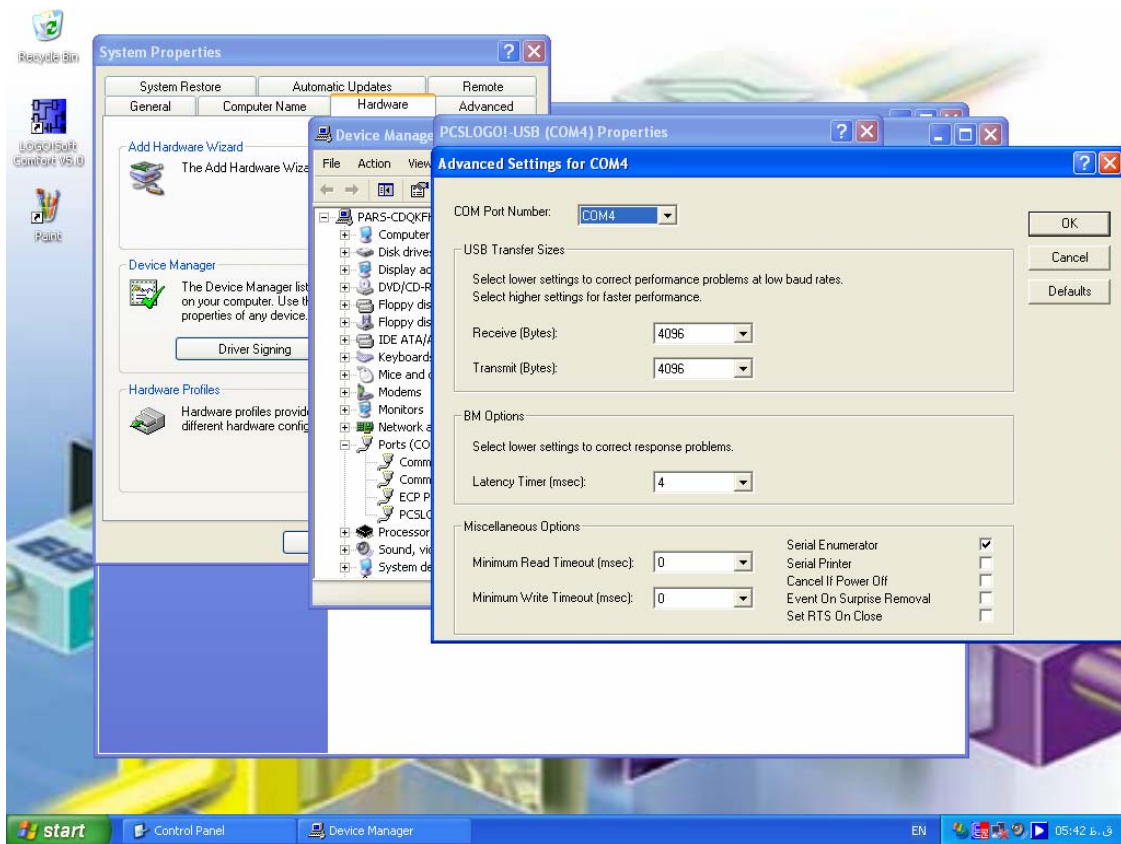 Recycle Bin
LOGO!Soft
Comfort V5.0
Paint
System Properties
System Restore
Automatic Updates
Remote
General
Computer Name
Hardware
Advanced
Add Hardware Wizard
The Add Hardware Wiza
Device Manager
The Device Manager list
on your computer. Use th
properties of any device.
Driver Signing
Hardware Profiles
Hardware profiles provid
different hardware config
Device Manage
File Action View
PARS-CDQKFH
Computer
Disk drive
Display ad
DVD/CD-R
Floppy dis
Floppy dis
IDE ATA/A
Keyboard
Mice and o
Modems
Monitors
Network a
Ports (CO
Comm
Comm
ECP P
PCSLO
Processor
Sound, vid
System de
PCSLOGO!-USB (COM4) Properties
Advanced Settings for COM4
COM Port Number: COM4
OK
Cancel
Defaults
USB Transfer Sizes
Select lower settings to correct performance problems at low baud rates.
Select higher settings for faster performance.
Receive (Bytes): 4096
Transmit (Bytes): 4096
BM Options
Select lower settings to correct response problems.
Latency Timer (msec): 4
Miscellaneous Options
Minimum Read Timeout (msec): 0
Minimum Write Timeout (msec): 0
Serial Enumerator
Serial Printer
Cancel If Power Off
Event On Surprise Removal
Set RTS On Close
start
Control Panel
Device Manager
EN
05:42 ق.ظ